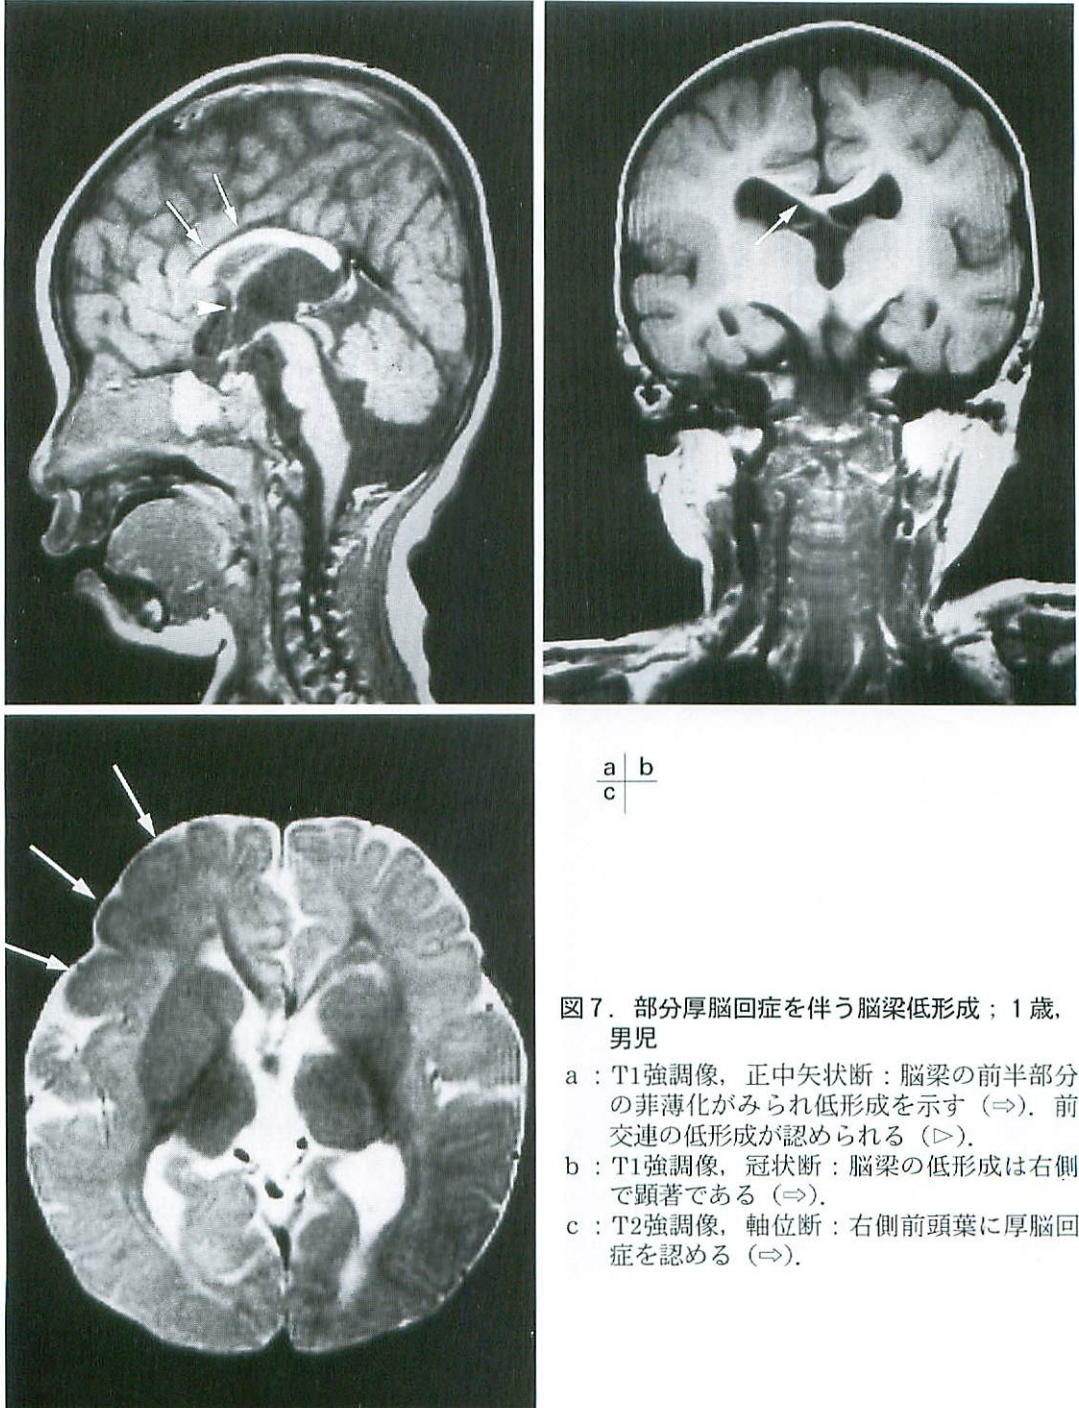 a b
c
図7．部分厚脳回症を伴う脳梁低形成；1歳，
男児
a：T1強調像，正中矢状断：脳梁の前半部分
の菲薄化がみられ低形成を示す（⇨）．前
交連の低形成が認められる（▷）．
b：T1強調像，冠状断：脳梁の低形成は右側
で顕著である（⇨）．
c：T2強調像，軸位断：右側前頭葉に厚脳回
症を認める（⇨）．